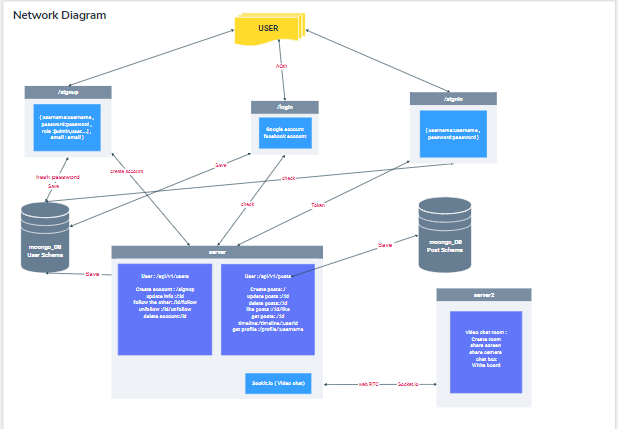 Network Diagram
USER
Auth
/signup
/login
/signin
{ username:username ,
password:password ,
role :[admin,user,...] ,
email : email }
Google account
facebook account
{ username:username ,
password:password }
hash password
Save
create account
Save
check
check
Token
moongo_DB
User Schema
moongo_DB
Post Schema
Save
Save
server
User : /api/v1/users
Create account : /signup
update info :/:id
follow the other: /:id/follow
unfollow :/:id/unfollow
delete account:/:id
User : /api/v1/posts
Create posts: /
update posts :/:id
delete posts:/:id
like posts :/:id/like
get posts: /:id
timeline:/timeline/:userid
get profile :/profile/:username
Sockit.io ( Video chat)
web RTC
Socket io
server2
video chat room :
Create room
share screen
share camera
chat box
White board